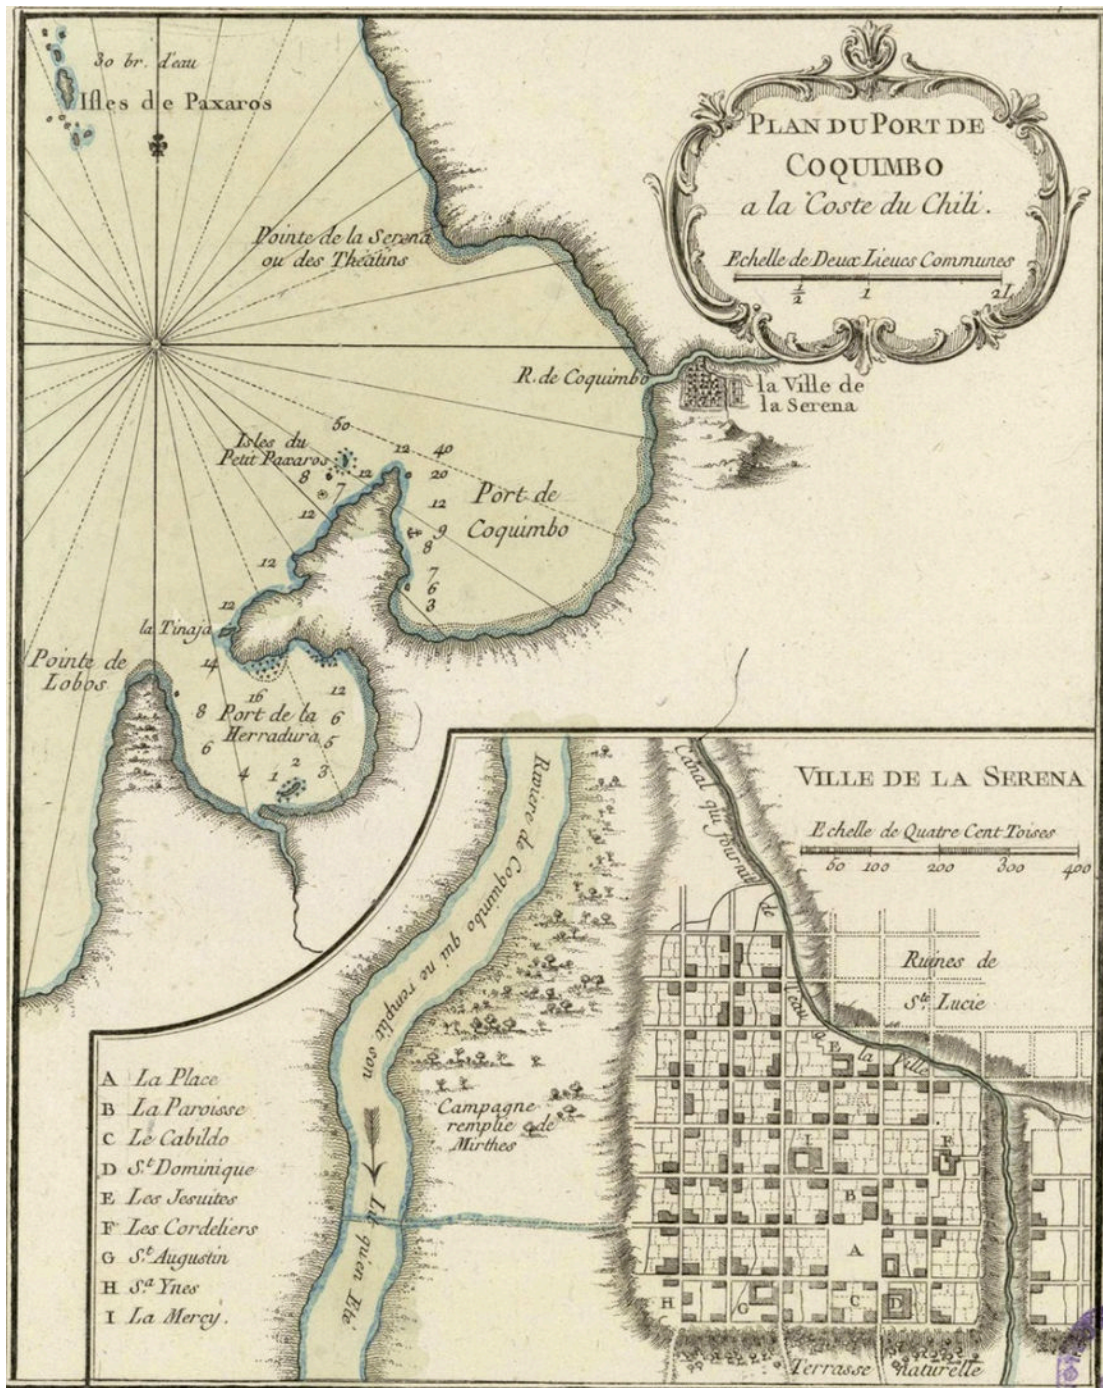 30 br. d'eau
Isles de Paxaros
PLAN DU PORT DE
COQUIMBO
a la Coste du Chili.
Echelle de Deux Lieues Communes
1/2 1 2L
Pointe de la Serena
ou des Théatins
R. de Coquimbo
la Ville de
la Serena
50
Isles du
Petit Paxaros
12 40
8 12 20
7
12 12
Port de
Coquimbo
9
8
12 7
6
3
12
la Tinaja
Pointe de
Lobos
14
16 12
8 Port de la 6
Herradura 5
6
4 1 2 3
VILLE DE LA SERENA
Echelle de Quatre Cent Toises
50 100 200 300 400
Riviere de Coquimbo qui ne remplit son
Lit qu'en Eté
Canal qui fournit de l'eau a la Ville
Ruines de
Ste. Lucie
Campagne
remplie de
Mirthes
A La Place
B La Paroisse
C Le Cabildo
D St. Dominique
E Les Jesuites
F Les Cordeliers
G St. Augustin
H Sa. Ynes
I La Mercy.
E
I F
B
A
H G C D
Terrasse naturelle